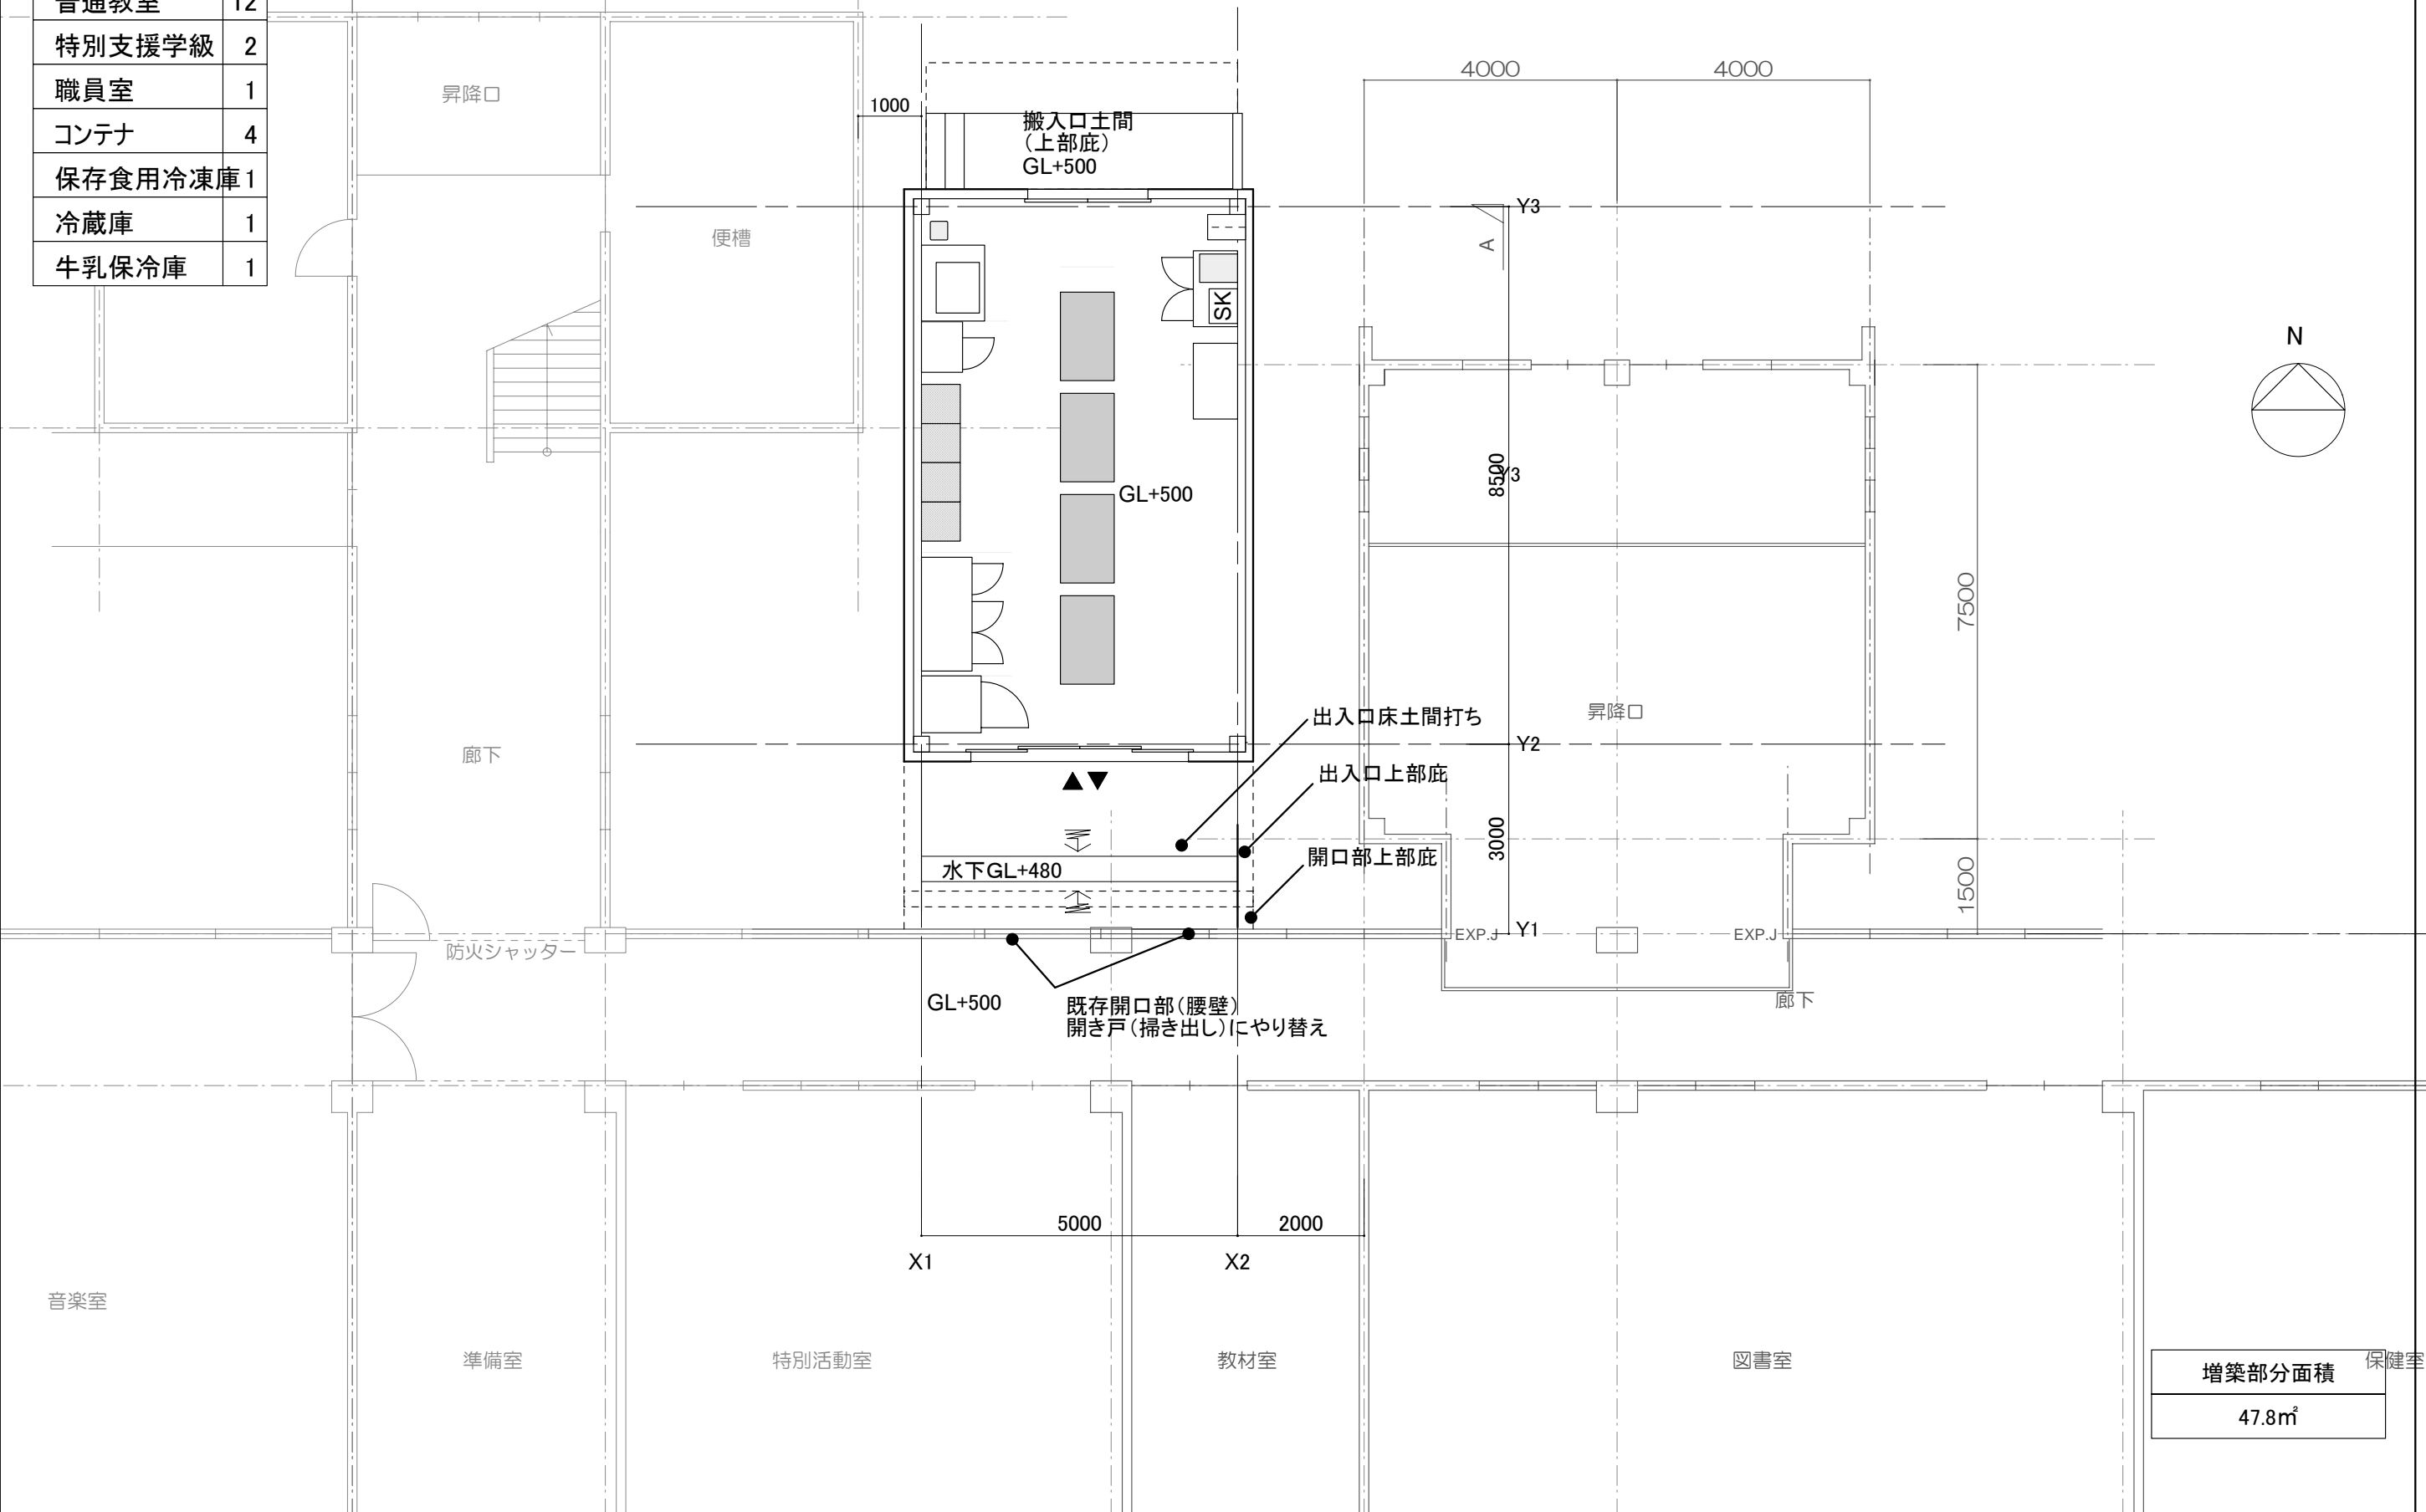 普通教室 12
特別支援学級 2
職員室 1
コンテナ 4
保存食用冷凍庫 1
冷蔵庫 1
牛乳保冷庫 1
昇降口
便槽
1000
搬入口土間
（上部庇）
GL+500
4000
4000
Y3
A
N
SK
8500
Y3
GL+500
7500
昇降口
出入口床土間打ち
Y2
廊下
出入口上部庇
3000
開口部上部庇
水下GL+480
1500
EXP.J
Y1
EXP.J
防火シャッター
GL+500
既存開口部（腰壁）
開き戸（掃き出し）にやり替え
廊下
5000
2000
X1
X2
音楽室
準備室
特別活動室
教材室
図書室
保健室
増築部分面積
47.8㎡